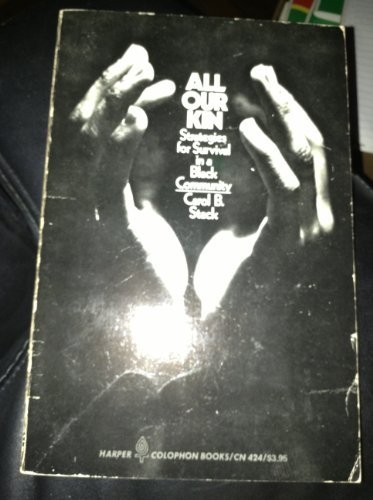 ALL
OUR
KIN
Strategies
for Survival
in a
Black
Community
Carol B.
Stack
HARPER COLOPHON BOOKS/CN 424/$3.95